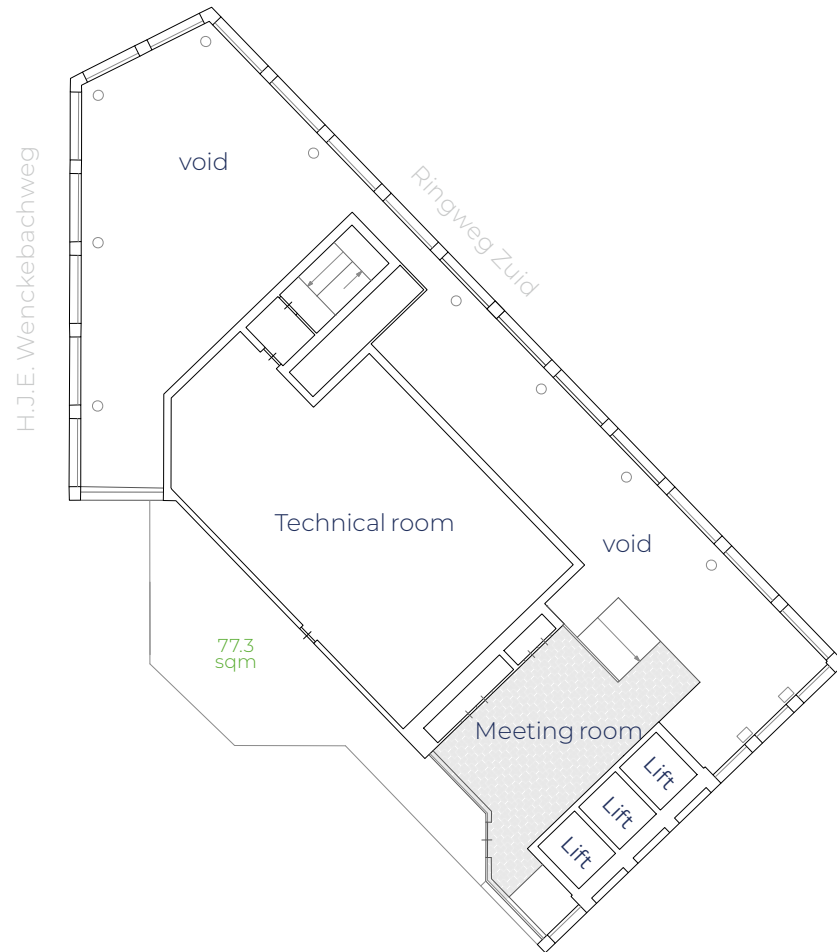 void
Ringweg Zuid
H.J.E. Wenckebachweg
Technical room
void
77.3
sqm
Meeting room
Lift
Lift
Lift